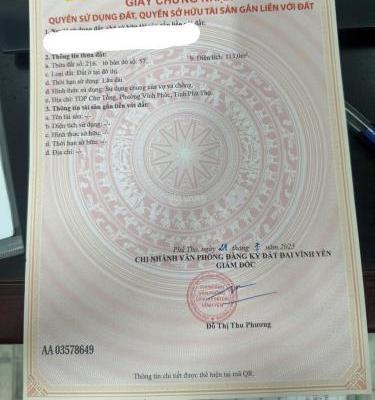 GIẤY CHỨNG NHẬN
QUYỀN SỬ DỤNG ĐẤT, QUYỀN SỞ HỮU TÀI SẢN GẮN LIỀN VỚI ĐẤT
2. Thông tin thửa đất:
a. Thửa đất số: 216. Tờ bản đồ số: 57. b. Diện tích: 113,0m².
c. Loại đất: Đất ở tại đô thị.
d. Thời hạn sử dụng: Lâu dài
đ. Hình thức sử dụng: Sử dụng chung của vợ và chồng.
e. Địa chỉ: TDP Chợ Tổng, Phường Vĩnh Phúc, Tỉnh Phú Thọ.
3. Thông tin tài sản gắn liền với đất:
a. Tên tài sản: -/-
b. Diện tích sử dụng: -/-
c. Hình thức sở hữu: -/-
d. Thời hạn sở hữu: -/-
đ. Địa chỉ: -/-
Phú Thọ, ngày tháng năm 2025
CHI NHÁNH VĂN PHÒNG ĐĂNG KÝ ĐẤT ĐAI VĨNH YÊN
GIÁM ĐỐC
Đỗ Thị Thu Phương
AA 03578649
Thông tin chi tiết được thể hiện tại mã QR.